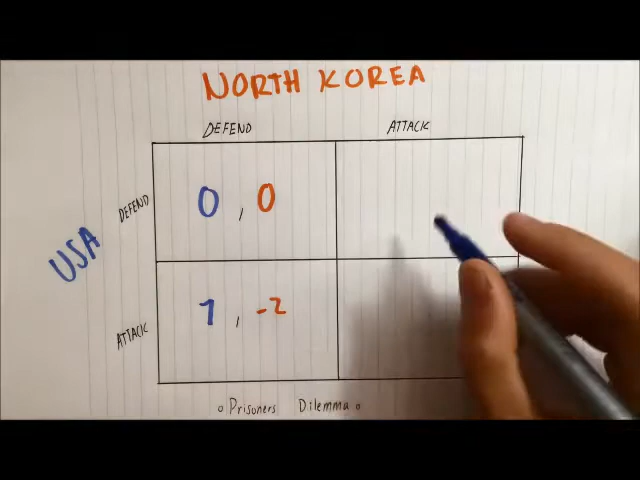 NORTH KOREA
DEFEND ATTACK
USA
DEFEND 0 , 0
ATTACK 1 , -2
o Prisoners Dilemma o